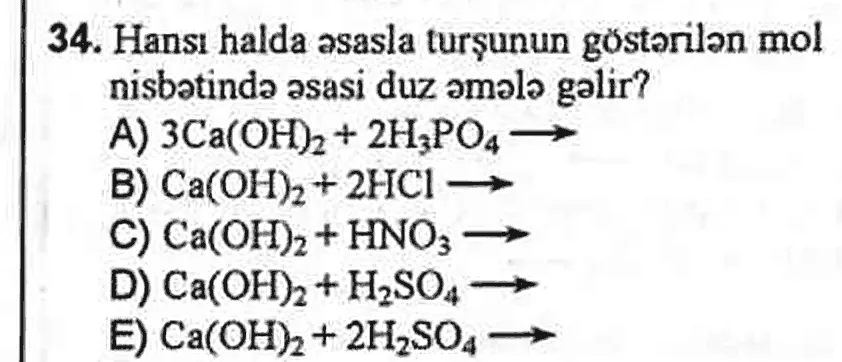 34. Hansı halda əsasla turşunun göstərilən mol
nisbətində əsasi duz əmələ gəlir?
A) 3Ca(OH)₂ + 2H₃PO₄ ⟶
B) Ca(OH)₂ + 2HCl ⟶
C) Ca(OH)₂ + HNO₃ ⟶
D) Ca(OH)₂ + H₂SO₄ ⟶
E) Ca(OH)₂ + 2H₂SO₄ ⟶